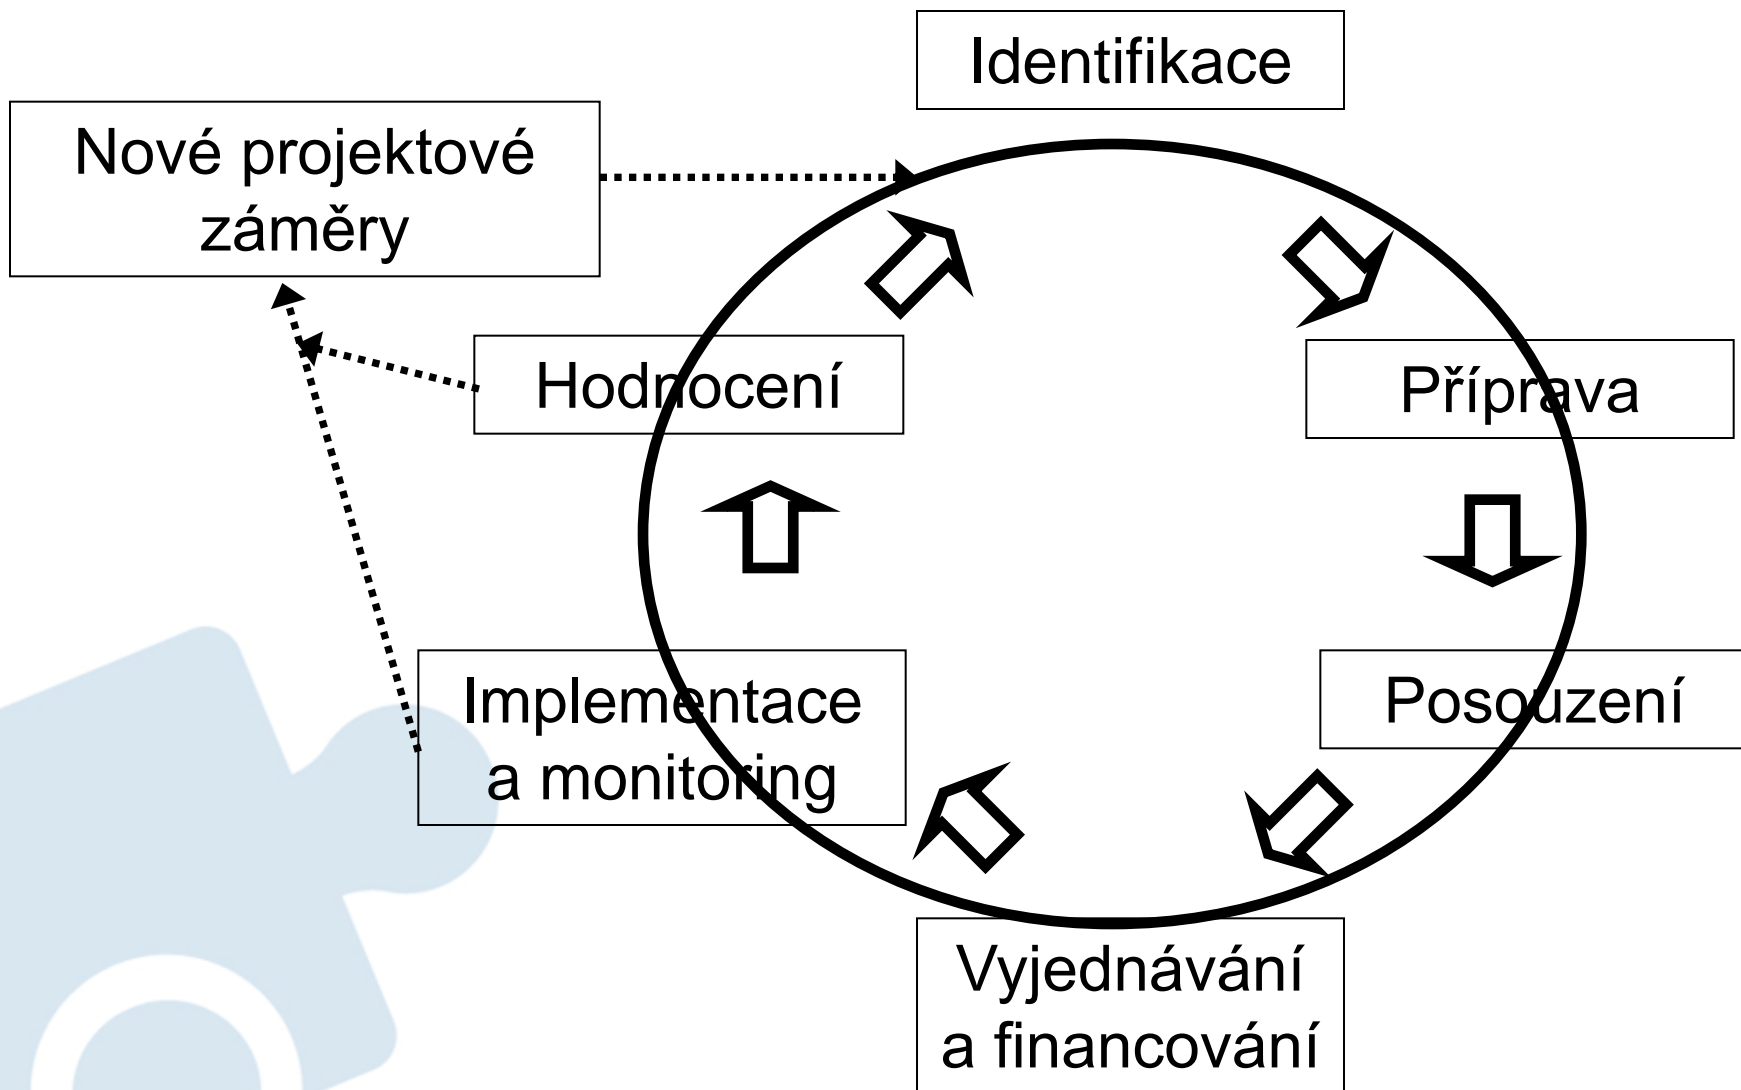 Identifikace
Nové projektové
záměry
Hodnocení
Příprava
Implementace
a monitoring
Posouzení
Vyjednávání
a financování